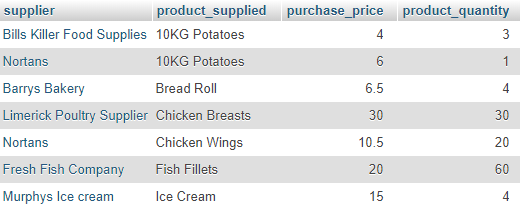 supplier product_supplied purchase_price product_quantity
Bills Killer Food Supplies 10KG Potatoes 4 3
Nortans 10KG Potatoes 6 1
Barrys Bakery Bread Roll 6.5 4
Limerick Poultry Supplier Chicken Breasts 30 30
Nortans Chicken Wings 10.5 20
Fresh Fish Company Fish Fillets 20 60
Murphys Ice cream Ice Cream 15 4